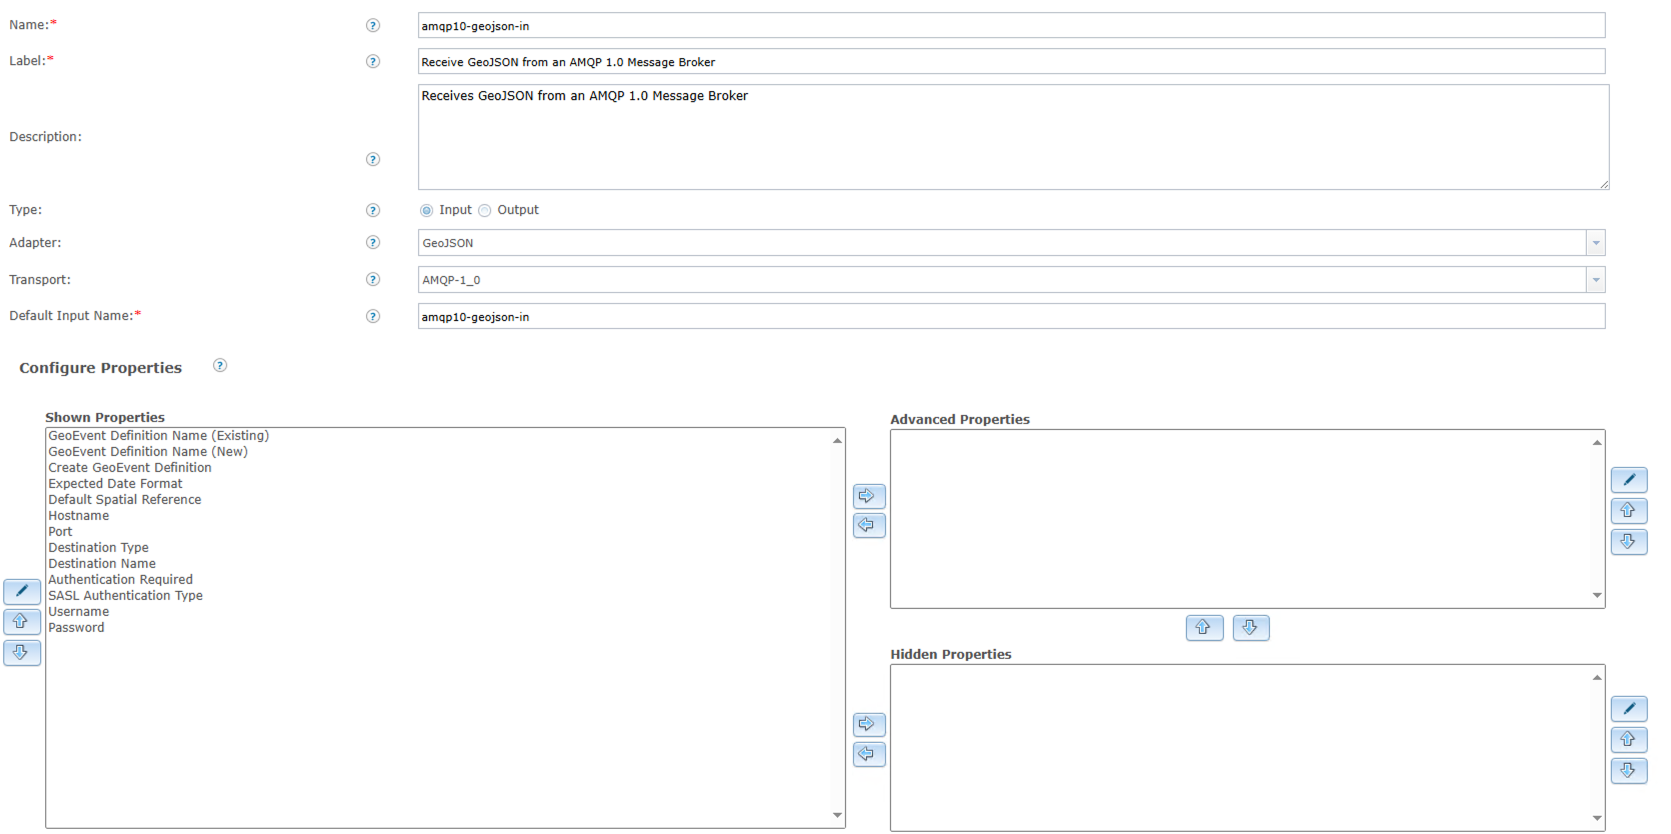 Name:*
?
amqp10-geojson-in
Label:*
?
Receive GeoJSON from an AMQP 1.0 Message Broker
Description:
?
Receives GeoJSON from an AMQP 1.0 Message Broker
Type:
?
Input
Output
Adapter:
?
GeoJSON
Transport:
?
AMQP-1_0
Default Input Name:*
?
amqp10-geojson-in
Configure Properties
?
Shown Properties
GeoEvent Definition Name (Existing)
GeoEvent Definition Name (New)
Create GeoEvent Definition
Expected Date Format
Default Spatial Reference
Hostname
Port
Destination Type
Destination Name
Authentication Required
SASL Authentication Type
Username
Password
Advanced Properties
Hidden Properties